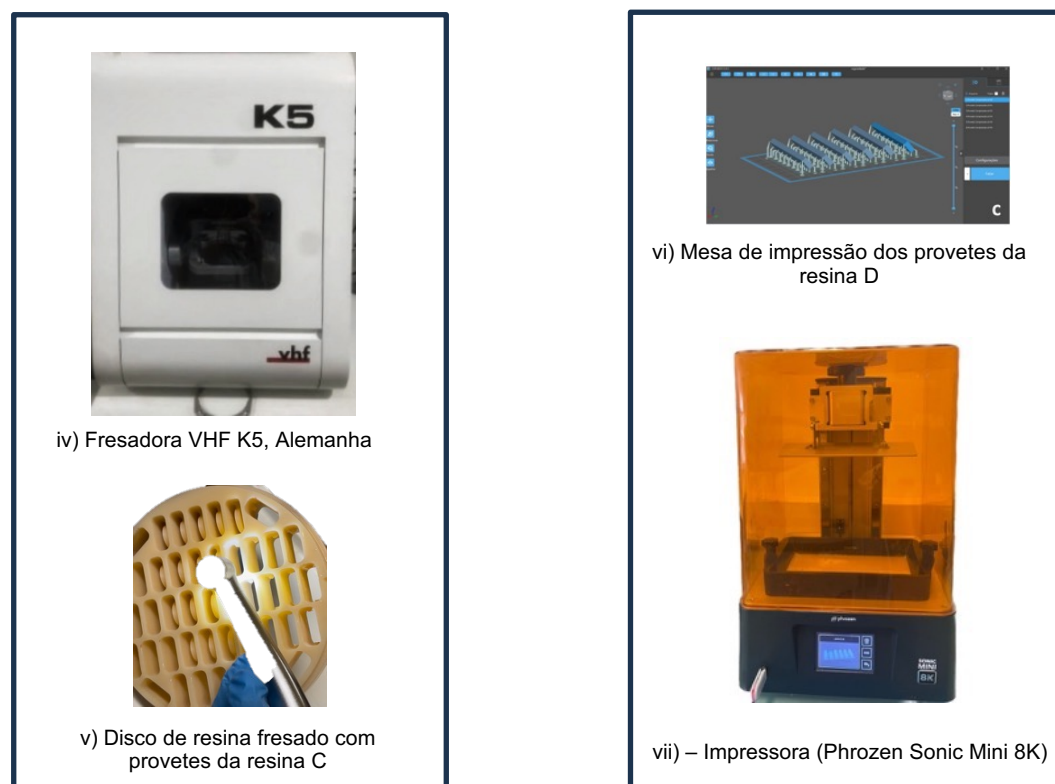 K5
vhf
iv) Fresadora VHF K5, Alemanha
v) Disco de resina fresado com
provetes da resina C
Configurações
C
vi) Mesa de impressão dos provetes da
resina D
phrozen
SONIC
MINI
8K
vii) – Impressora (Phrozen Sonic Mini 8K)